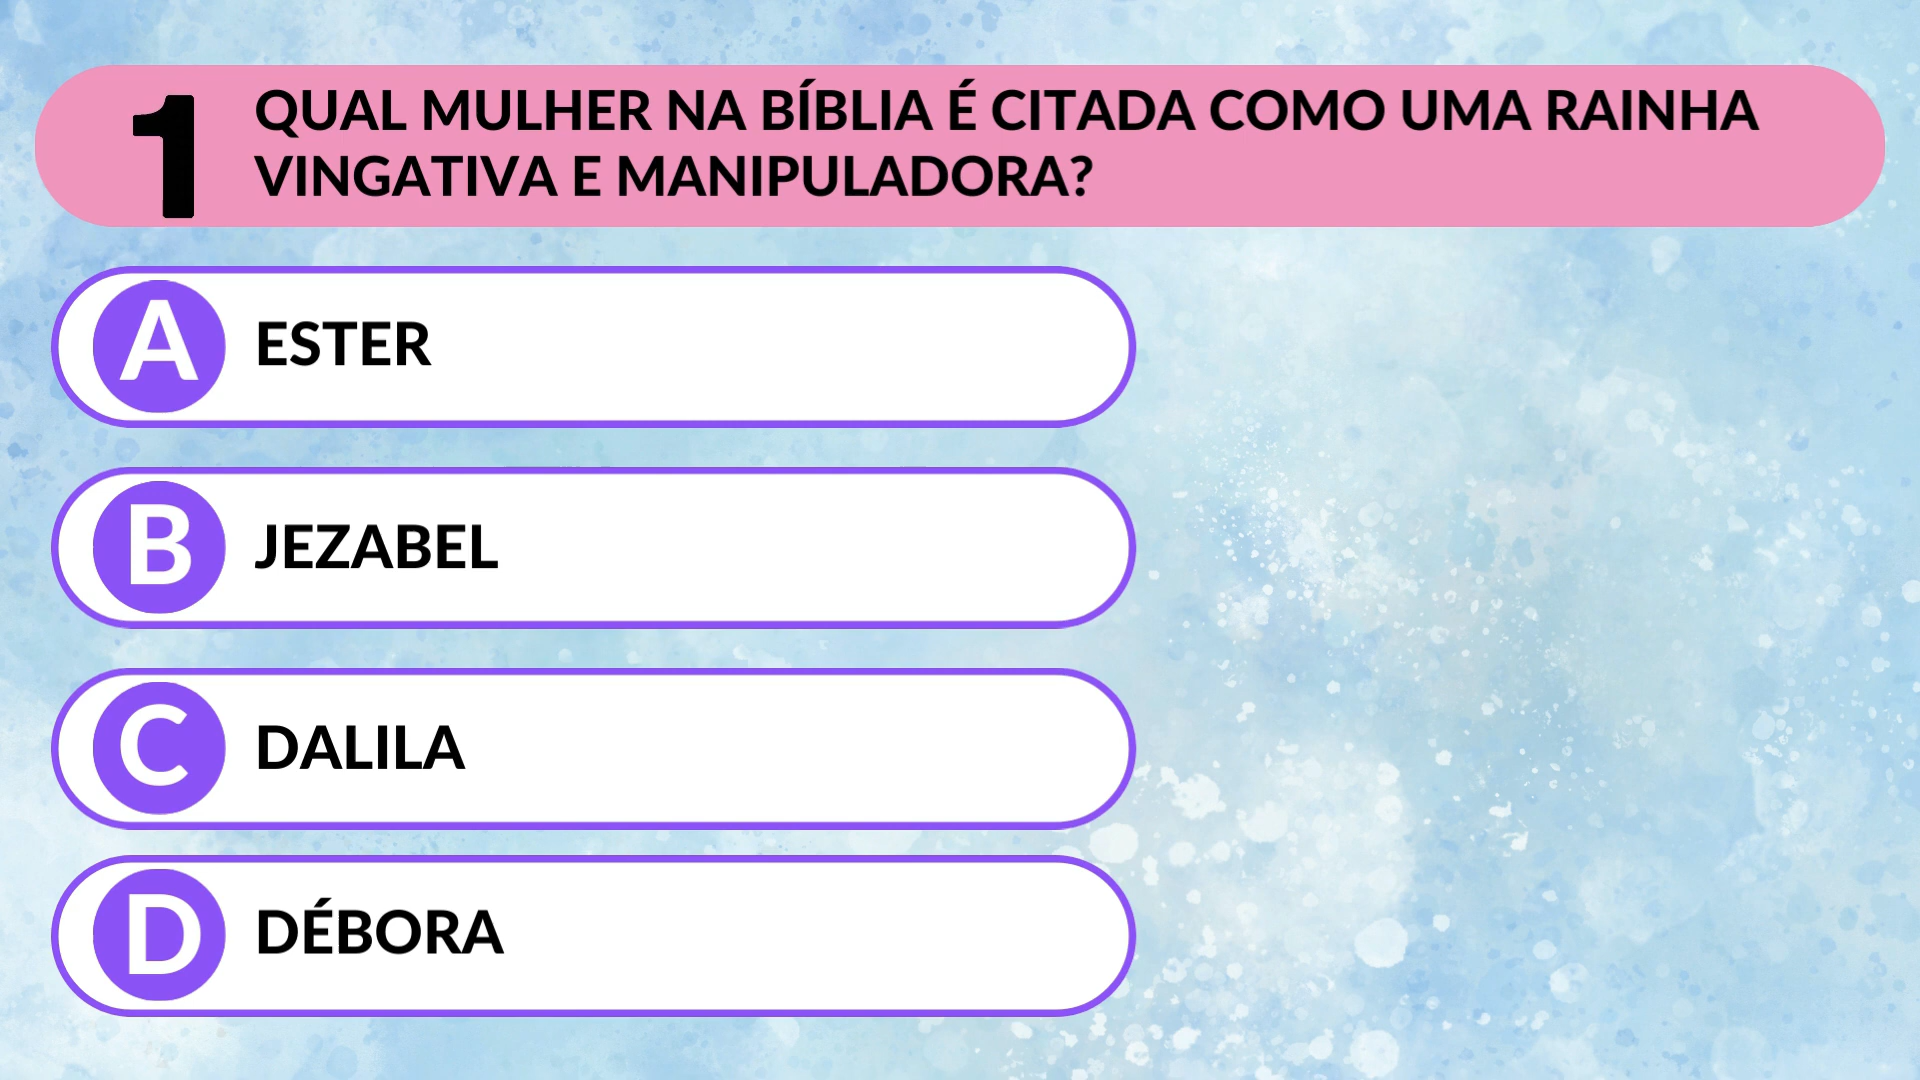 1 QUAL MULHER NA BÍBLIA É CITADA COMO UMA RAINHA
VINGATIVA E MANIPULADORA?
A ESTER
B JEZABEL
C DALILA
D DÉBORA